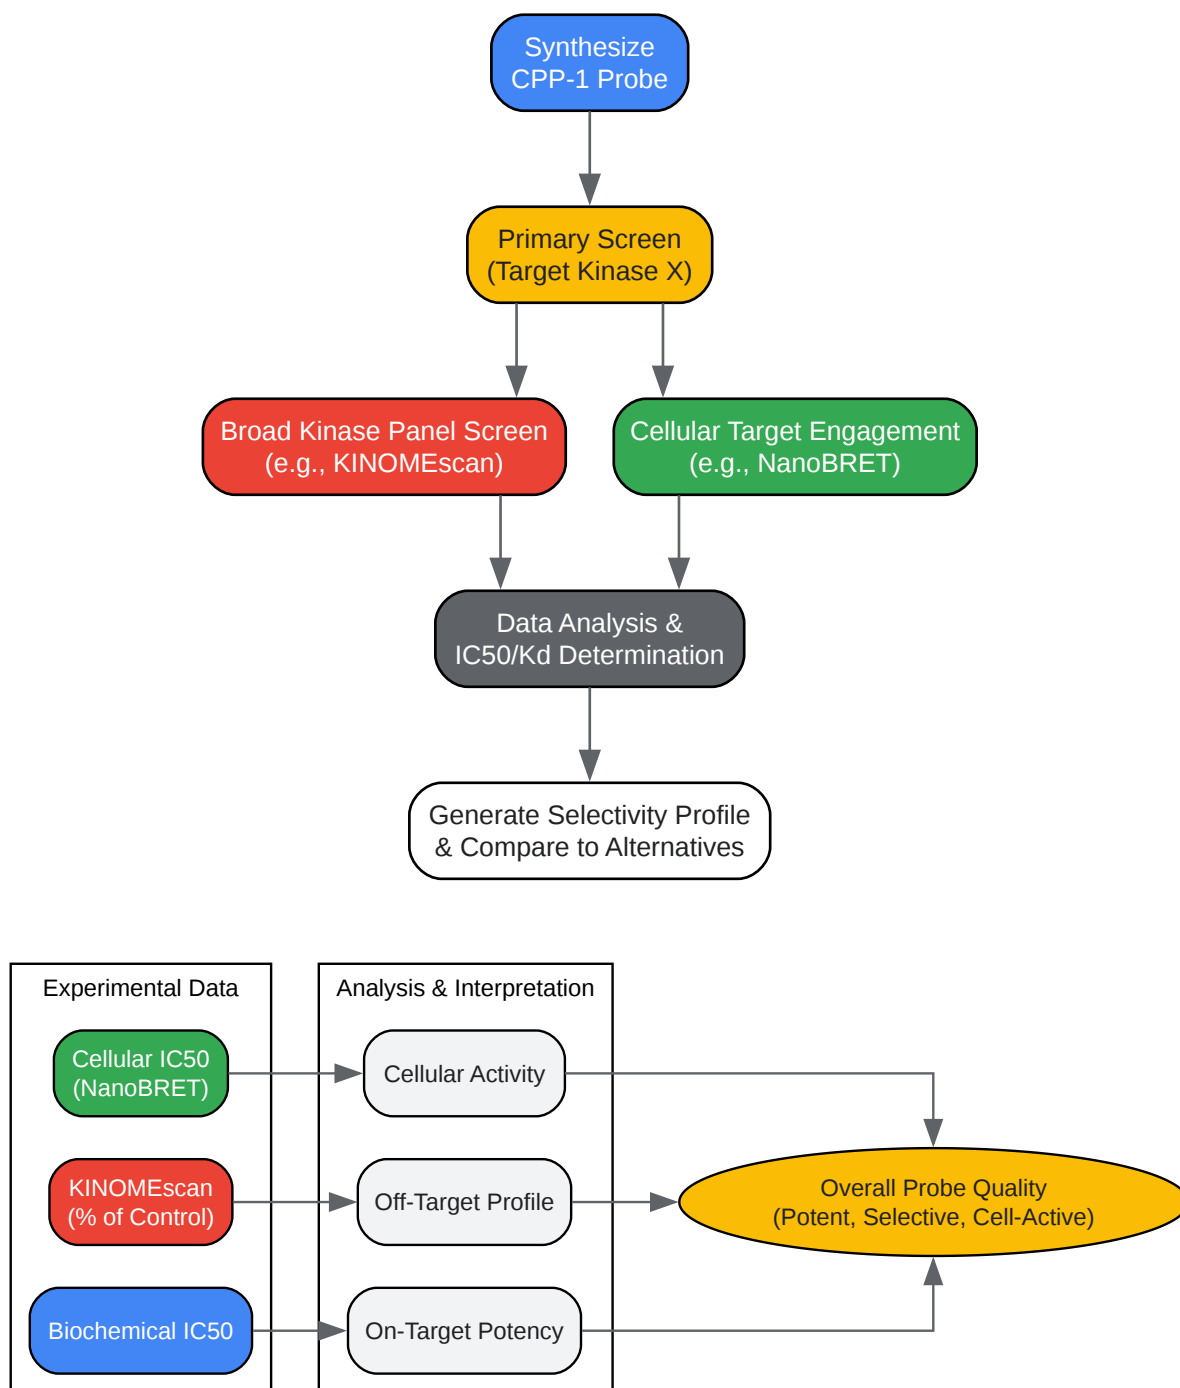 Synthesize
CPP-1 Probe
Primary Screen
(Target Kinase X)
Broad Kinase Panel Screen
(e.g., KINOMEscan)
Cellular Target Engagement
(e.g., NanoBRET)
Data Analysis &
IC50/Kd Determination
Generate Selectivity Profile
& Compare to Alternatives
Experimental Data
Analysis & Interpretation
Cellular IC50
(NanoBRET)
Cellular Activity
KINOMEscan
(% of Control)
Off-Target Profile
Overall Probe Quality
(Potent, Selective, Cell-Active)
Biochemical IC50
On-Target Potency